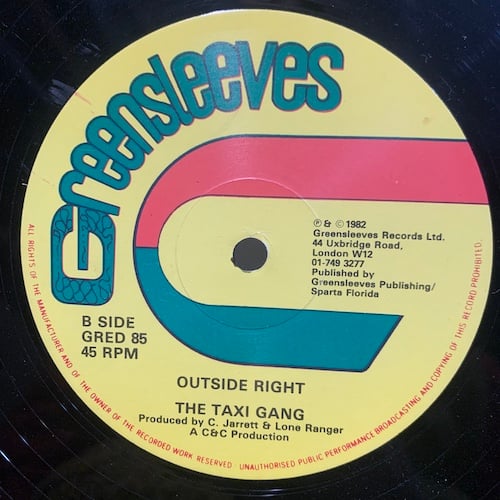 Greensleeves
℗ & © 1982
Greensleeves Records Ltd.
44 Uxbridge Road,
London W12
01-749 3277
Published by
Greensleeves Publishing/
Sparta Florida
B SIDE
GRED 85
45 RPM
OUTSIDE RIGHT
THE TAXI GANG
Produced by C. Jarrett & Lone Ranger
A C&C Production
ALL RIGHTS OF THE MANUFACTURER AND OF THE OWNER OF THE RECORDED WORK RESERVED UNAUTHORISED PUBLIC PERFORMANCE BROADCASTING AND COPYING OF THIS RECORD PROHIBITED